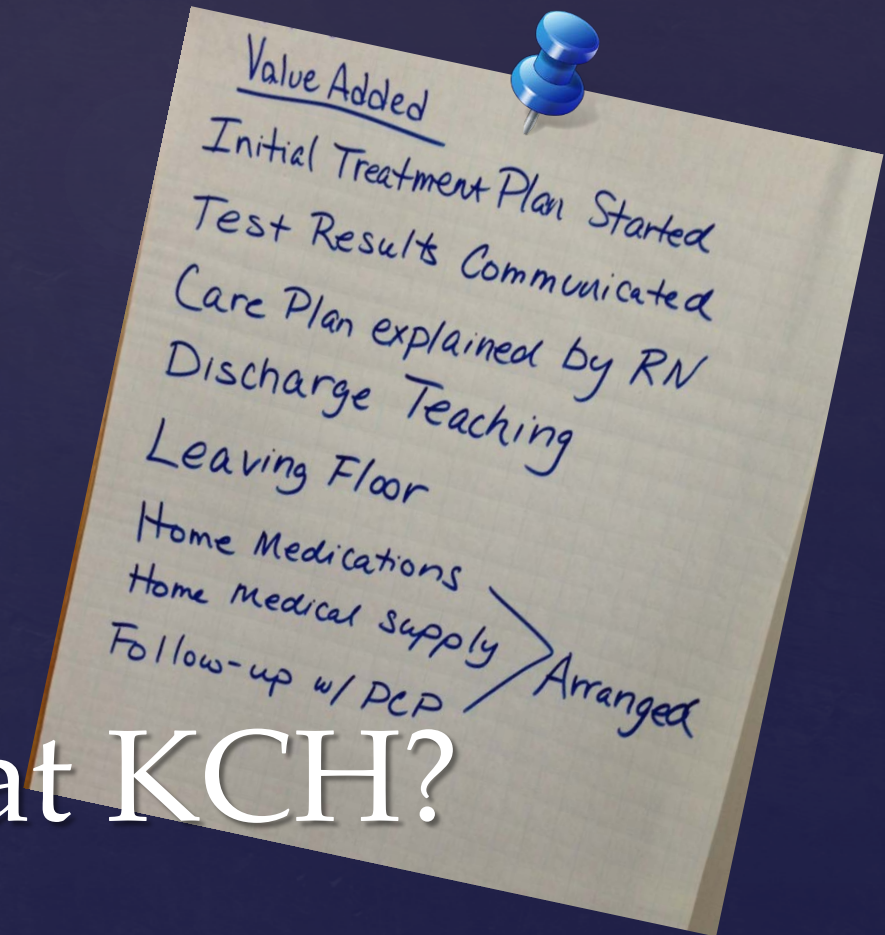 Value Added
Initial Treatment Plan Started
Test Results Communicated
Care Plan explained by RN
Discharge Teaching
Leaving Floor
Home Medications
Home medical supply
Follow-up w/ PCP
Arranged
at KCH?